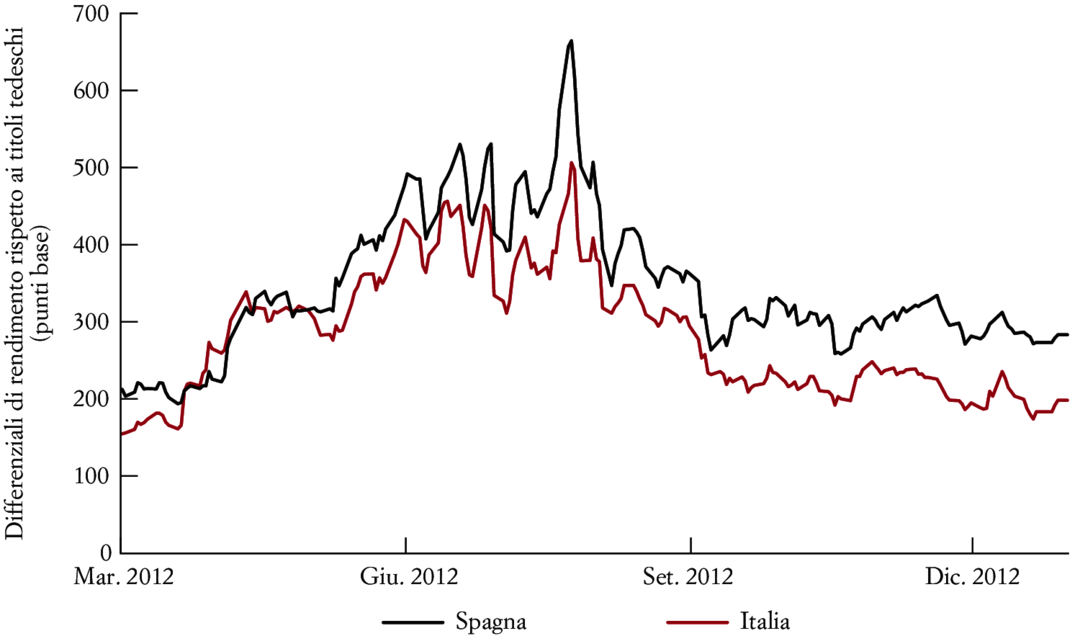 Differenziali di rendimento rispetto ai titoli tedeschi
(punti base)
700
600
500
400
300
200
100
0
Mar. 2012 Giu. 2012 Set. 2012 Dic. 2012
Spagna Italia